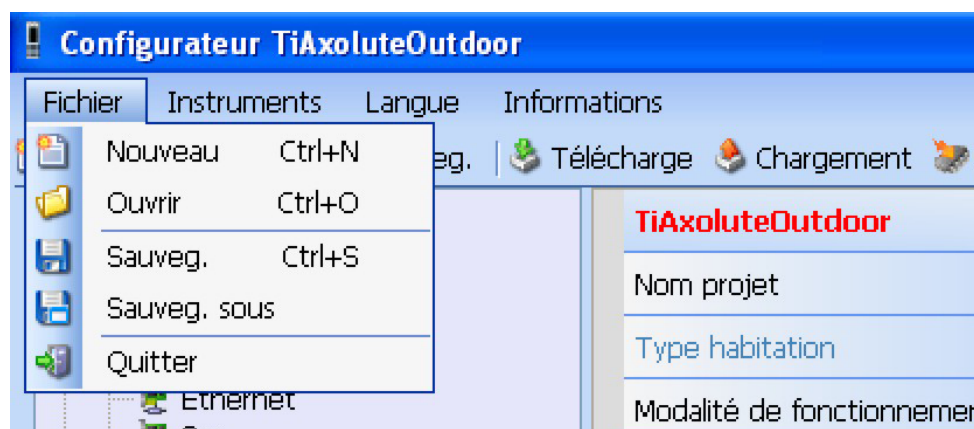 Configurateur TiAxoluteOutdoor
Fichier Instruments Langue Informations
Nouveau Ctrl+N
eg. Télécharge Chargement
Ouvrir Ctrl+O
TiAxoluteOutdoor
Sauveg. Ctrl+S
Nom projet
Sauveg. sous
Type habitation
Quitter
Ethernet
Modalité de fonctionnemer